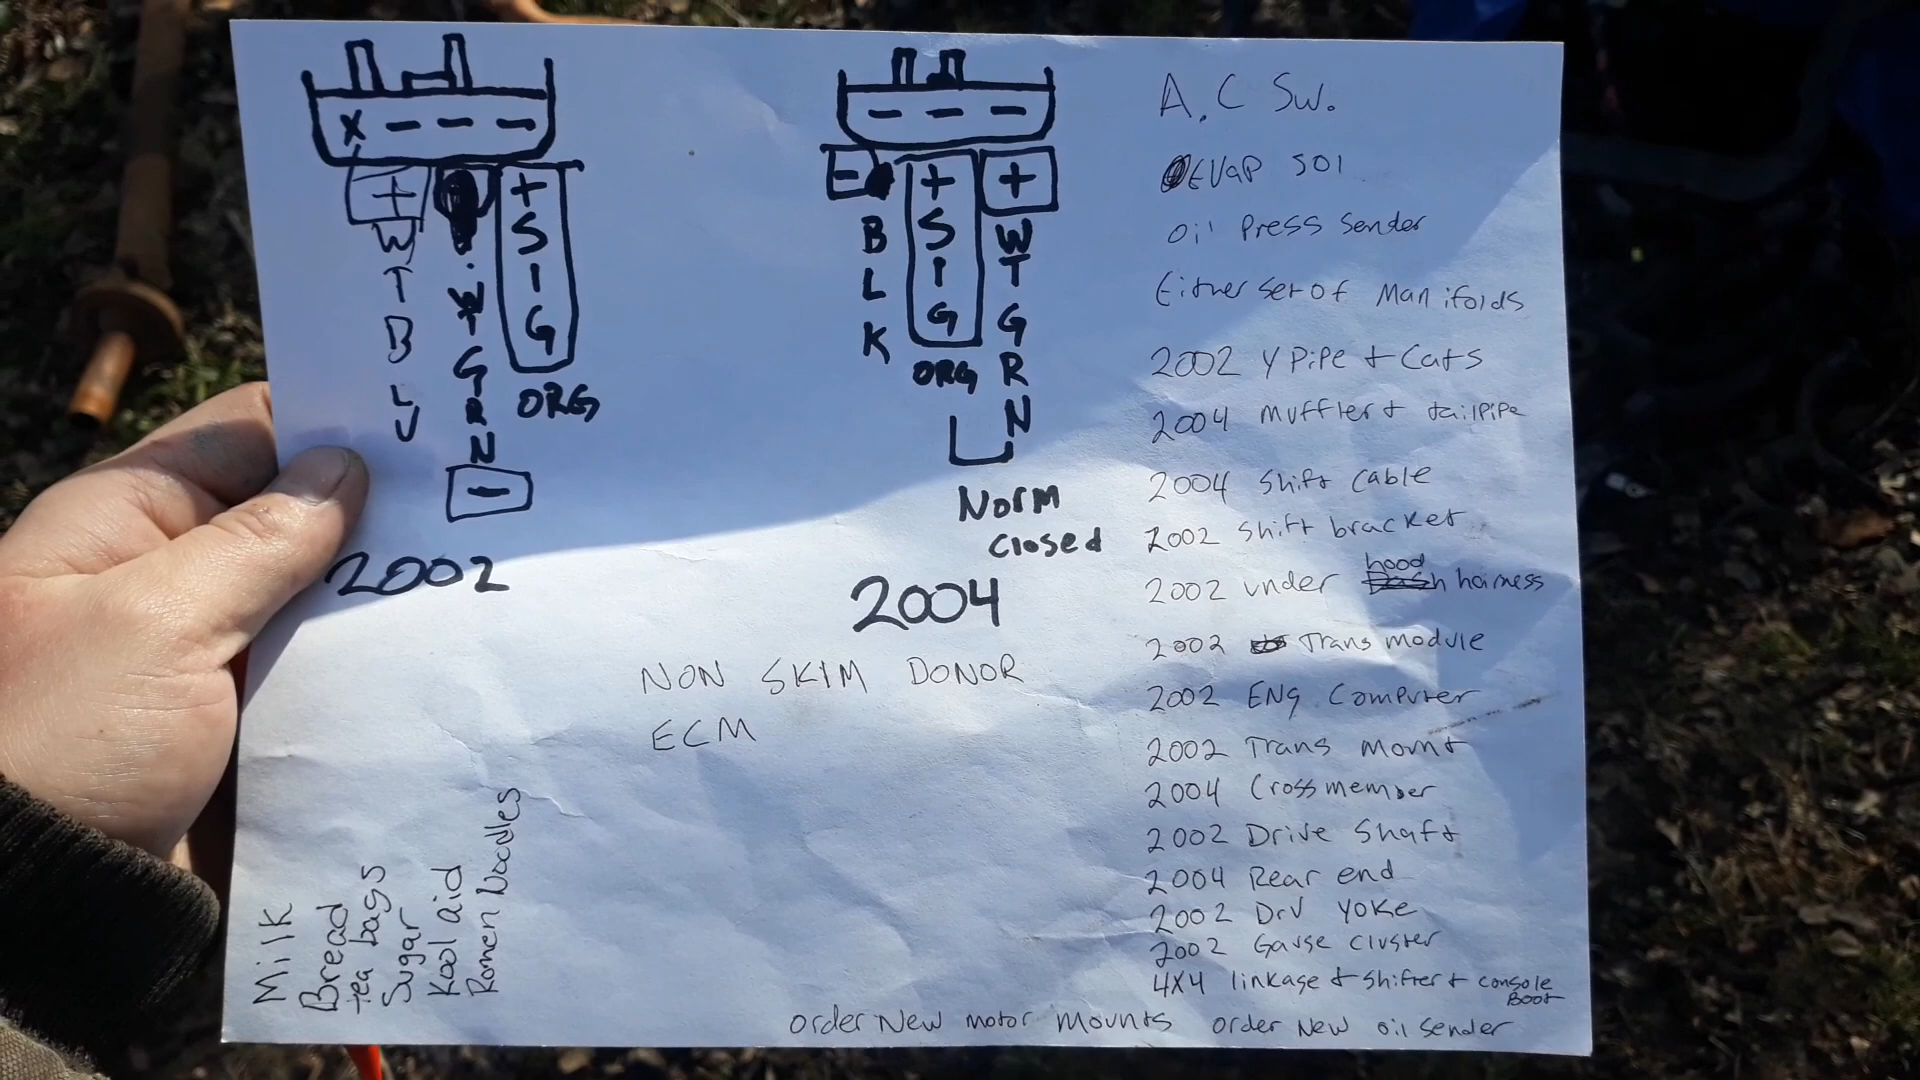 X - - -
+
WT BLU
WT GRN
-
+ SIG
ORG
2002
- - -
-
BLK
+ SIG
ORG
+
WT GRN
Norm
closed
2004
NON SKIM DONOR
ECM
A.C Sw.
EVaP SOl
Oil Press Sender
Either set of Manifolds
2002 Y Pipe + Cats
2004 Muffler + tailpipe
2004 Shift Cable
2002 Shift bracket
2002 under hood harness
2002 Trans module
2002 ENg. Computer
2002 Trans mount
2004 Crossmember
2002 Drive Shaft
2004 Rear end
2002 Drv Yoke
2002 Gauge cluster
4X4 linkage + shifter + console Boot
order New motor Mounts order New oil sender
Milk
Bread
tea bags
Sugar
Kool aid
Romen Noodles